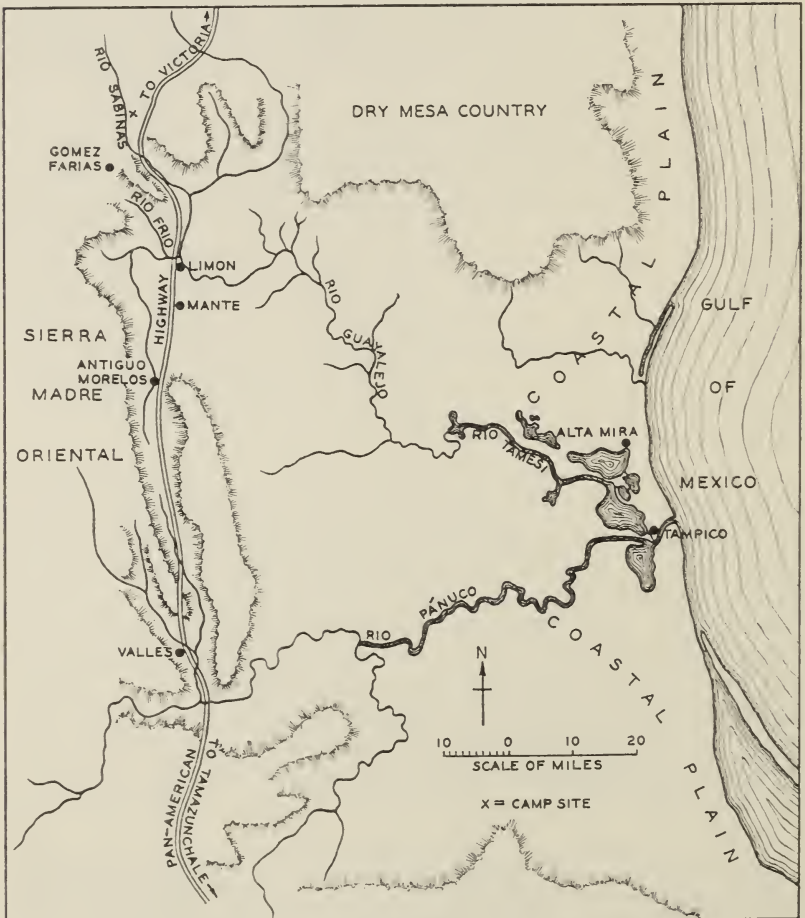 RIO SABINAS
TO VICTORIA
X
GOMEZ
FARIAS
RIO FRIO
DRY MESA COUNTRY
COASTAL PLAIN
LIMON
HIGHWAY
MANTE
RIO
GUAJALEJO
GULF
OF
MEXICO
SIERRA
MADRE
ORIENTAL
ANTIGUO
MORELOS
RIO TAMESI
ALTA MIRA
TAMPICO
RIO PÁNUCO
COASTAL PLAIN
VALLES
N
10 0 10 20
SCALE OF MILES
X = CAMP SITE
PAN-AMERICAN
TO TAMAZUNCHALE